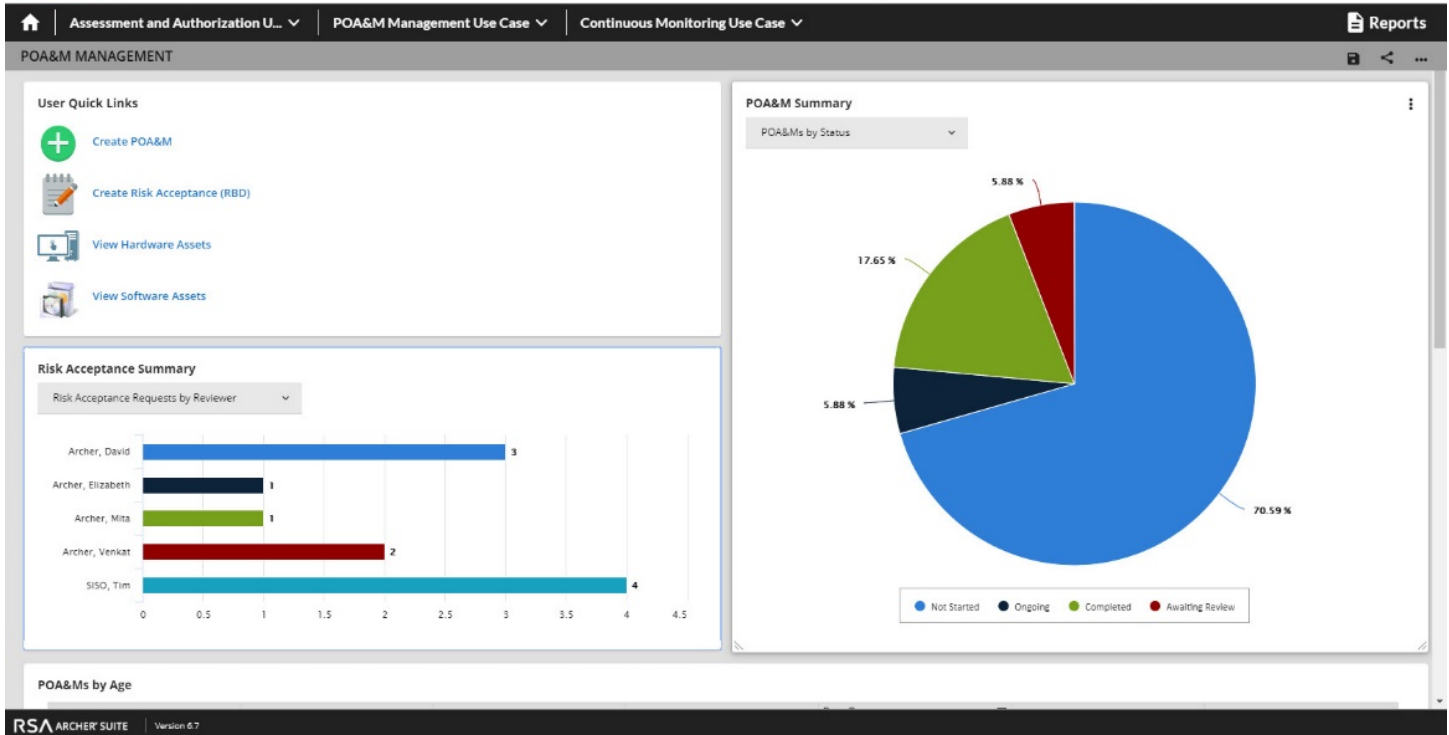 Assessment and Authorization U...
POA&M Management Use Case
Continuous Monitoring Use Case
Reports
POA&M MANAGEMENT
User Quick Links
Create POA&M
Create Risk Acceptance (RBD)
View Hardware Assets
View Software Assets
Risk Acceptance Summary
Risk Acceptance Requests by Reviewer
Archer, David
3
Archer, Elizabeth
1
Archer, Mita
1
Archer, Venkat
2
SISO, Tim
4
0 0.5 1 1.5 2 2.5 3 3.5 4 4.5
POA&M Summary
POA&Ms by Status
5.88 %
17.65 %
5.88 %
70.59 %
Not Started Ongoing Completed Awaiting Review
POA&Ms by Age
RSA ARCHER® SUITE Version 6.7